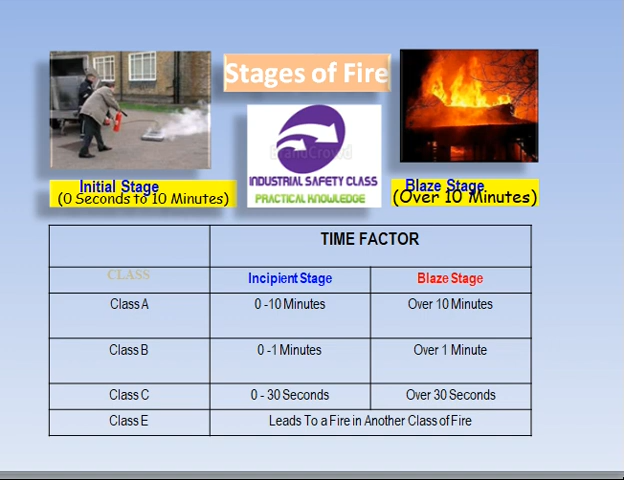 Stages of Fire
BrandCrowd
INDUSTRIAL SAFETY CLASS
PRACTICAL KNOWLEDGE
Initial Stage
(0 Seconds to 10 Minutes)
Blaze Stage
(Over 10 Minutes)
TIME FACTOR
CLASS Incipient Stage Blaze Stage
Class A 0 -10 Minutes Over 10 Minutes
Class B 0 -1 Minutes Over 1 Minute
Class C 0 - 30 Seconds Over 30 Seconds
Class E Leads To a Fire in Another Class of Fire